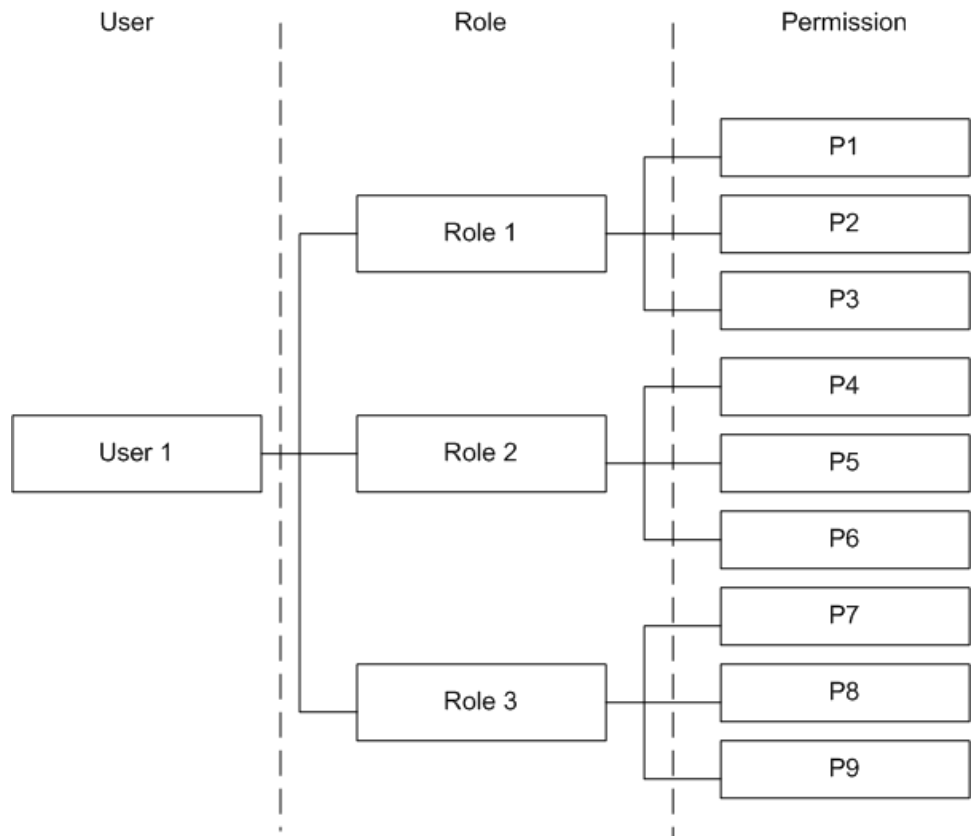 User
Role
Permission
P1
Role 1
P2
P3
P4
User 1
Role 2
P5
P6
P7
Role 3
P8
P9